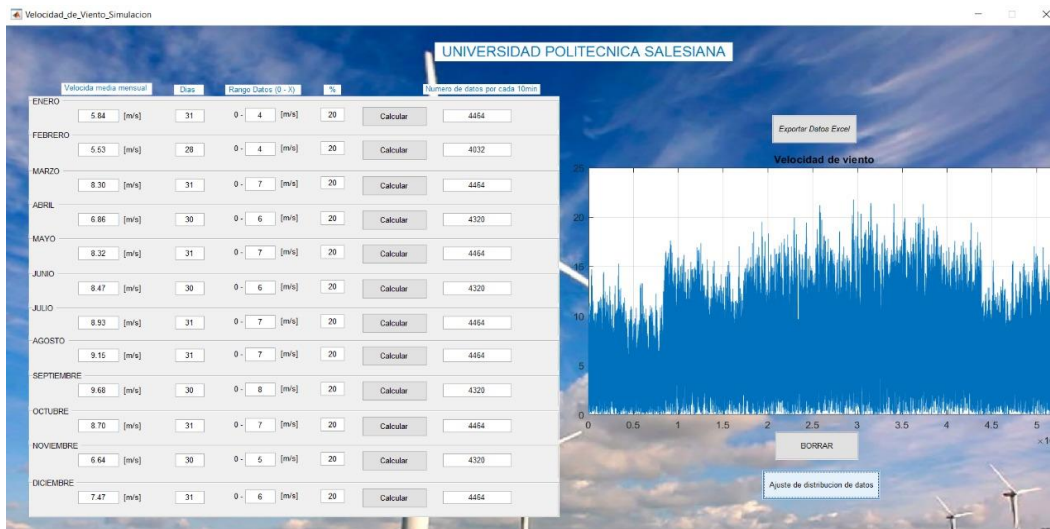 Velocidad_de_Viento_Simulacion
UNIVERSIDAD POLITECNICA SALESIANA
Velocida media mensual Dias Rango Datos (0 - X) % Numero de datos por cada 10min
ENERO
5.84 [m/s] 31 0 - 4 [m/s] 20 Calcular 4464
FEBRERO
5.53 [m/s] 28 0 - 4 [m/s] 20 Calcular 4032
MARZO
8.30 [m/s] 31 0 - 7 [m/s] 20 Calcular 4464
ABRIL
6.86 [m/s] 30 0 - 6 [m/s] 20 Calcular 4320
MAYO
8.32 [m/s] 31 0 - 7 [m/s] 20 Calcular 4464
JUNIO
8.47 [m/s] 30 0 - 6 [m/s] 20 Calcular 4320
JULIO
8.93 [m/s] 31 0 - 7 [m/s] 20 Calcular 4464
AGOSTO
9.15 [m/s] 31 0 - 7 [m/s] 20 Calcular 4464
SEPTIEMBRE
9.68 [m/s] 30 0 - 8 [m/s] 20 Calcular 4320
OCTUBRE
8.70 [m/s] 31 0 - 7 [m/s] 20 Calcular 4464
NOVIEMBRE
6.64 [m/s] 30 0 - 5 [m/s] 20 Calcular 4320
DICIEMBRE
7.47 [m/s] 31 0 - 6 [m/s] 20 Calcular 4464
Exportar Datos Excel
Velocidad de viento
25
20
15
10
5
0
0 0.5 1 1.5 2 2.5 3 3.5 4 4.5 5
BORRAR
Ajuste de distribucion de datos